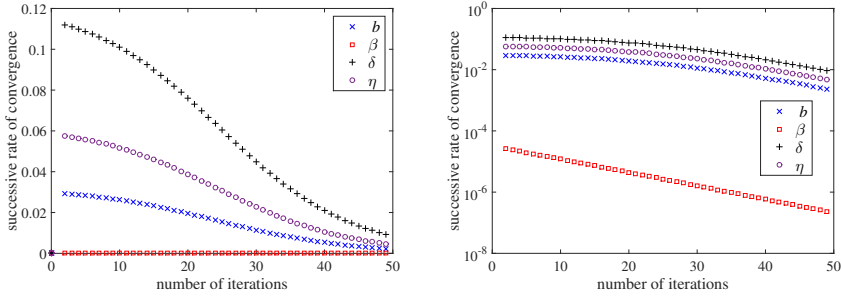 0.12
0.1
0.08
0.06
0.04
0.02
0
successive rate of convergence
0 10 20 30 40 50
number of iterations
b
β
δ
η
10^0
10^-2
10^-4
10^-6
10^-8
successive rate of convergence
0 10 20 30 40 50
number of iterations
b
β
δ
η